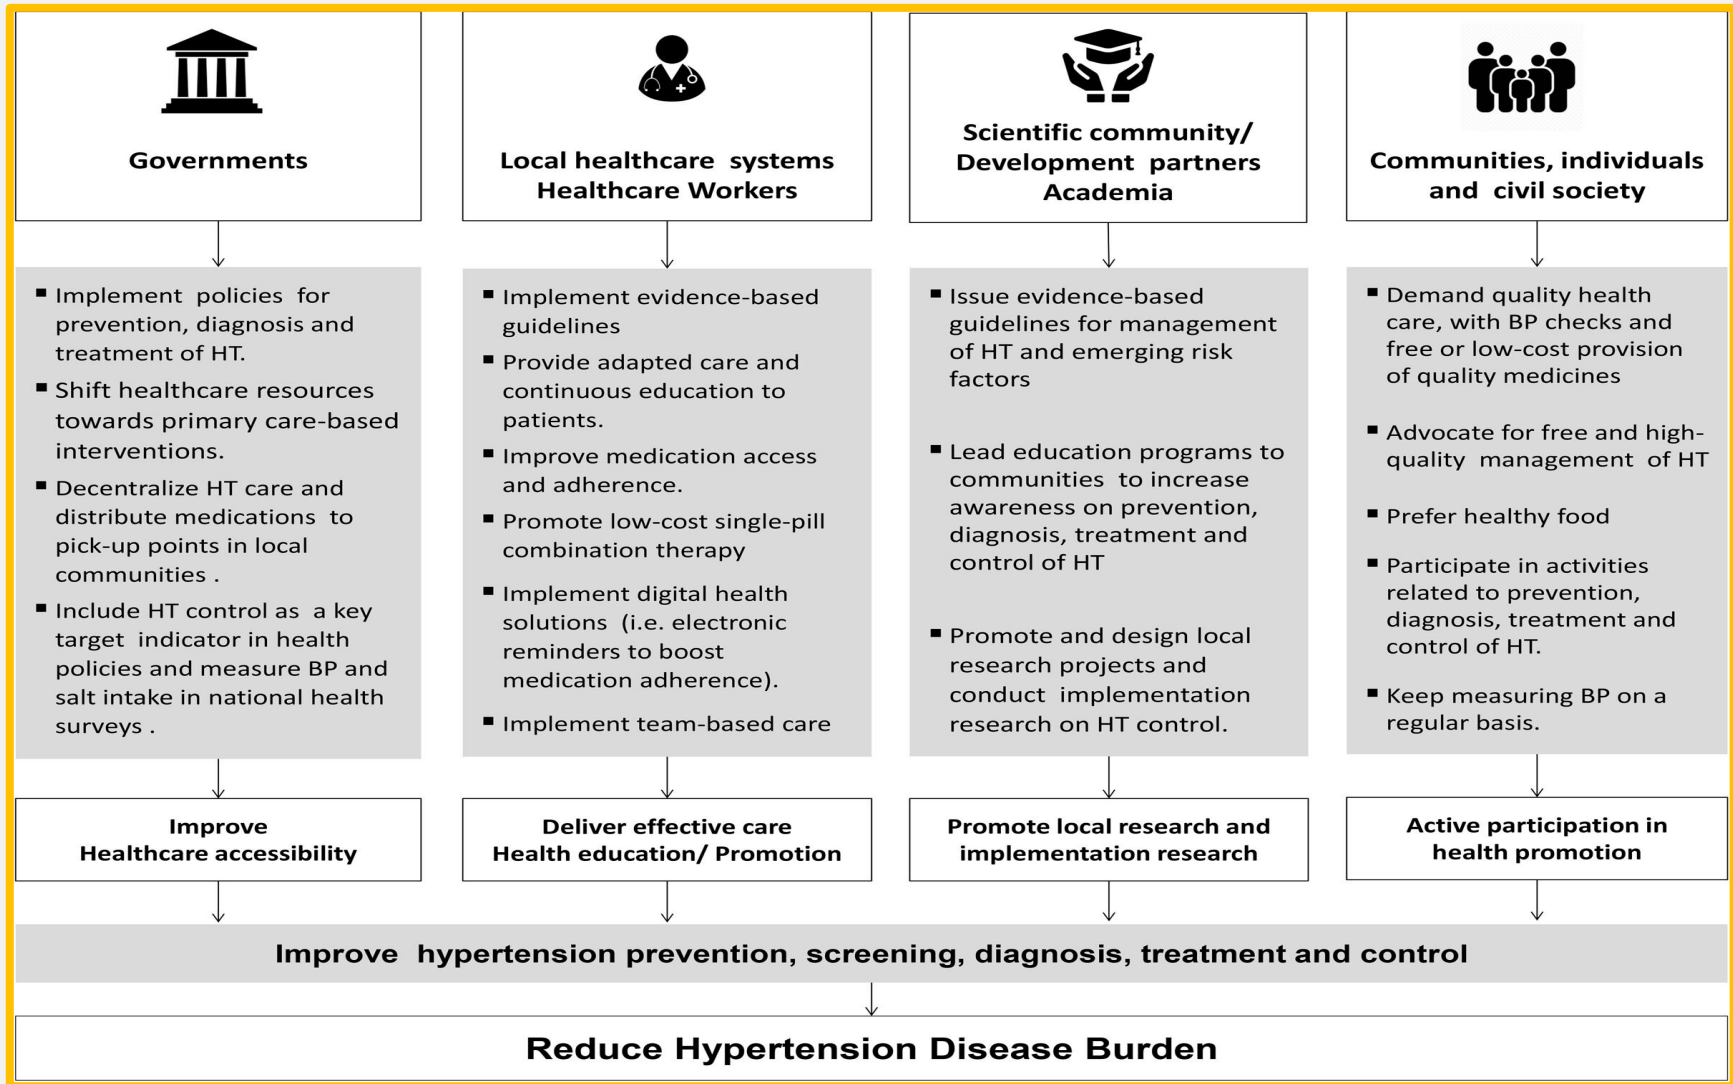 Governments
Local healthcare systems
Healthcare Workers
Scientific community/
Development partners
Academia
Communities, individuals
and civil society
▪ Implement policies for
prevention, diagnosis and
treatment of HT.
▪ Shift healthcare resources
towards primary care-based
interventions.
▪ Decentralize HT care and
distribute medications to
pick-up points in local
communities .
▪ Include HT control as a key
target indicator in health
policies and measure BP and
salt intake in national health
surveys .
▪ Implement evidence-based
guidelines
▪ Provide adapted care and
continuous education to
patients.
▪ Improve medication access
and adherence.
▪ Promote low-cost single-pill
combination therapy
▪ Implement digital health
solutions (i.e. electronic
reminders to boost
medication adherence).
▪ Implement team-based care
▪ Issue evidence-based
guidelines for management
of HT and emerging risk
factors
▪ Lead education programs to
communities to increase
awareness on prevention,
diagnosis, treatment and
control of HT
▪ Promote and design local
research projects and
conduct implementation
research on HT control.
▪ Demand quality health
care, with BP checks and
free or low-cost provision
of quality medicines
▪ Advocate for free and high-
quality management of HT
▪ Prefer healthy food
▪ Participate in activities
related to prevention,
diagnosis, treatment and
control of HT.
▪ Keep measuring BP on a
regular basis.
Improve
Healthcare accessibility
Deliver effective care
Health education/ Promotion
Promote local research and
implementation research
Active participation in
health promotion
Improve hypertension prevention, screening, diagnosis, treatment and control
Reduce Hypertension Disease Burden